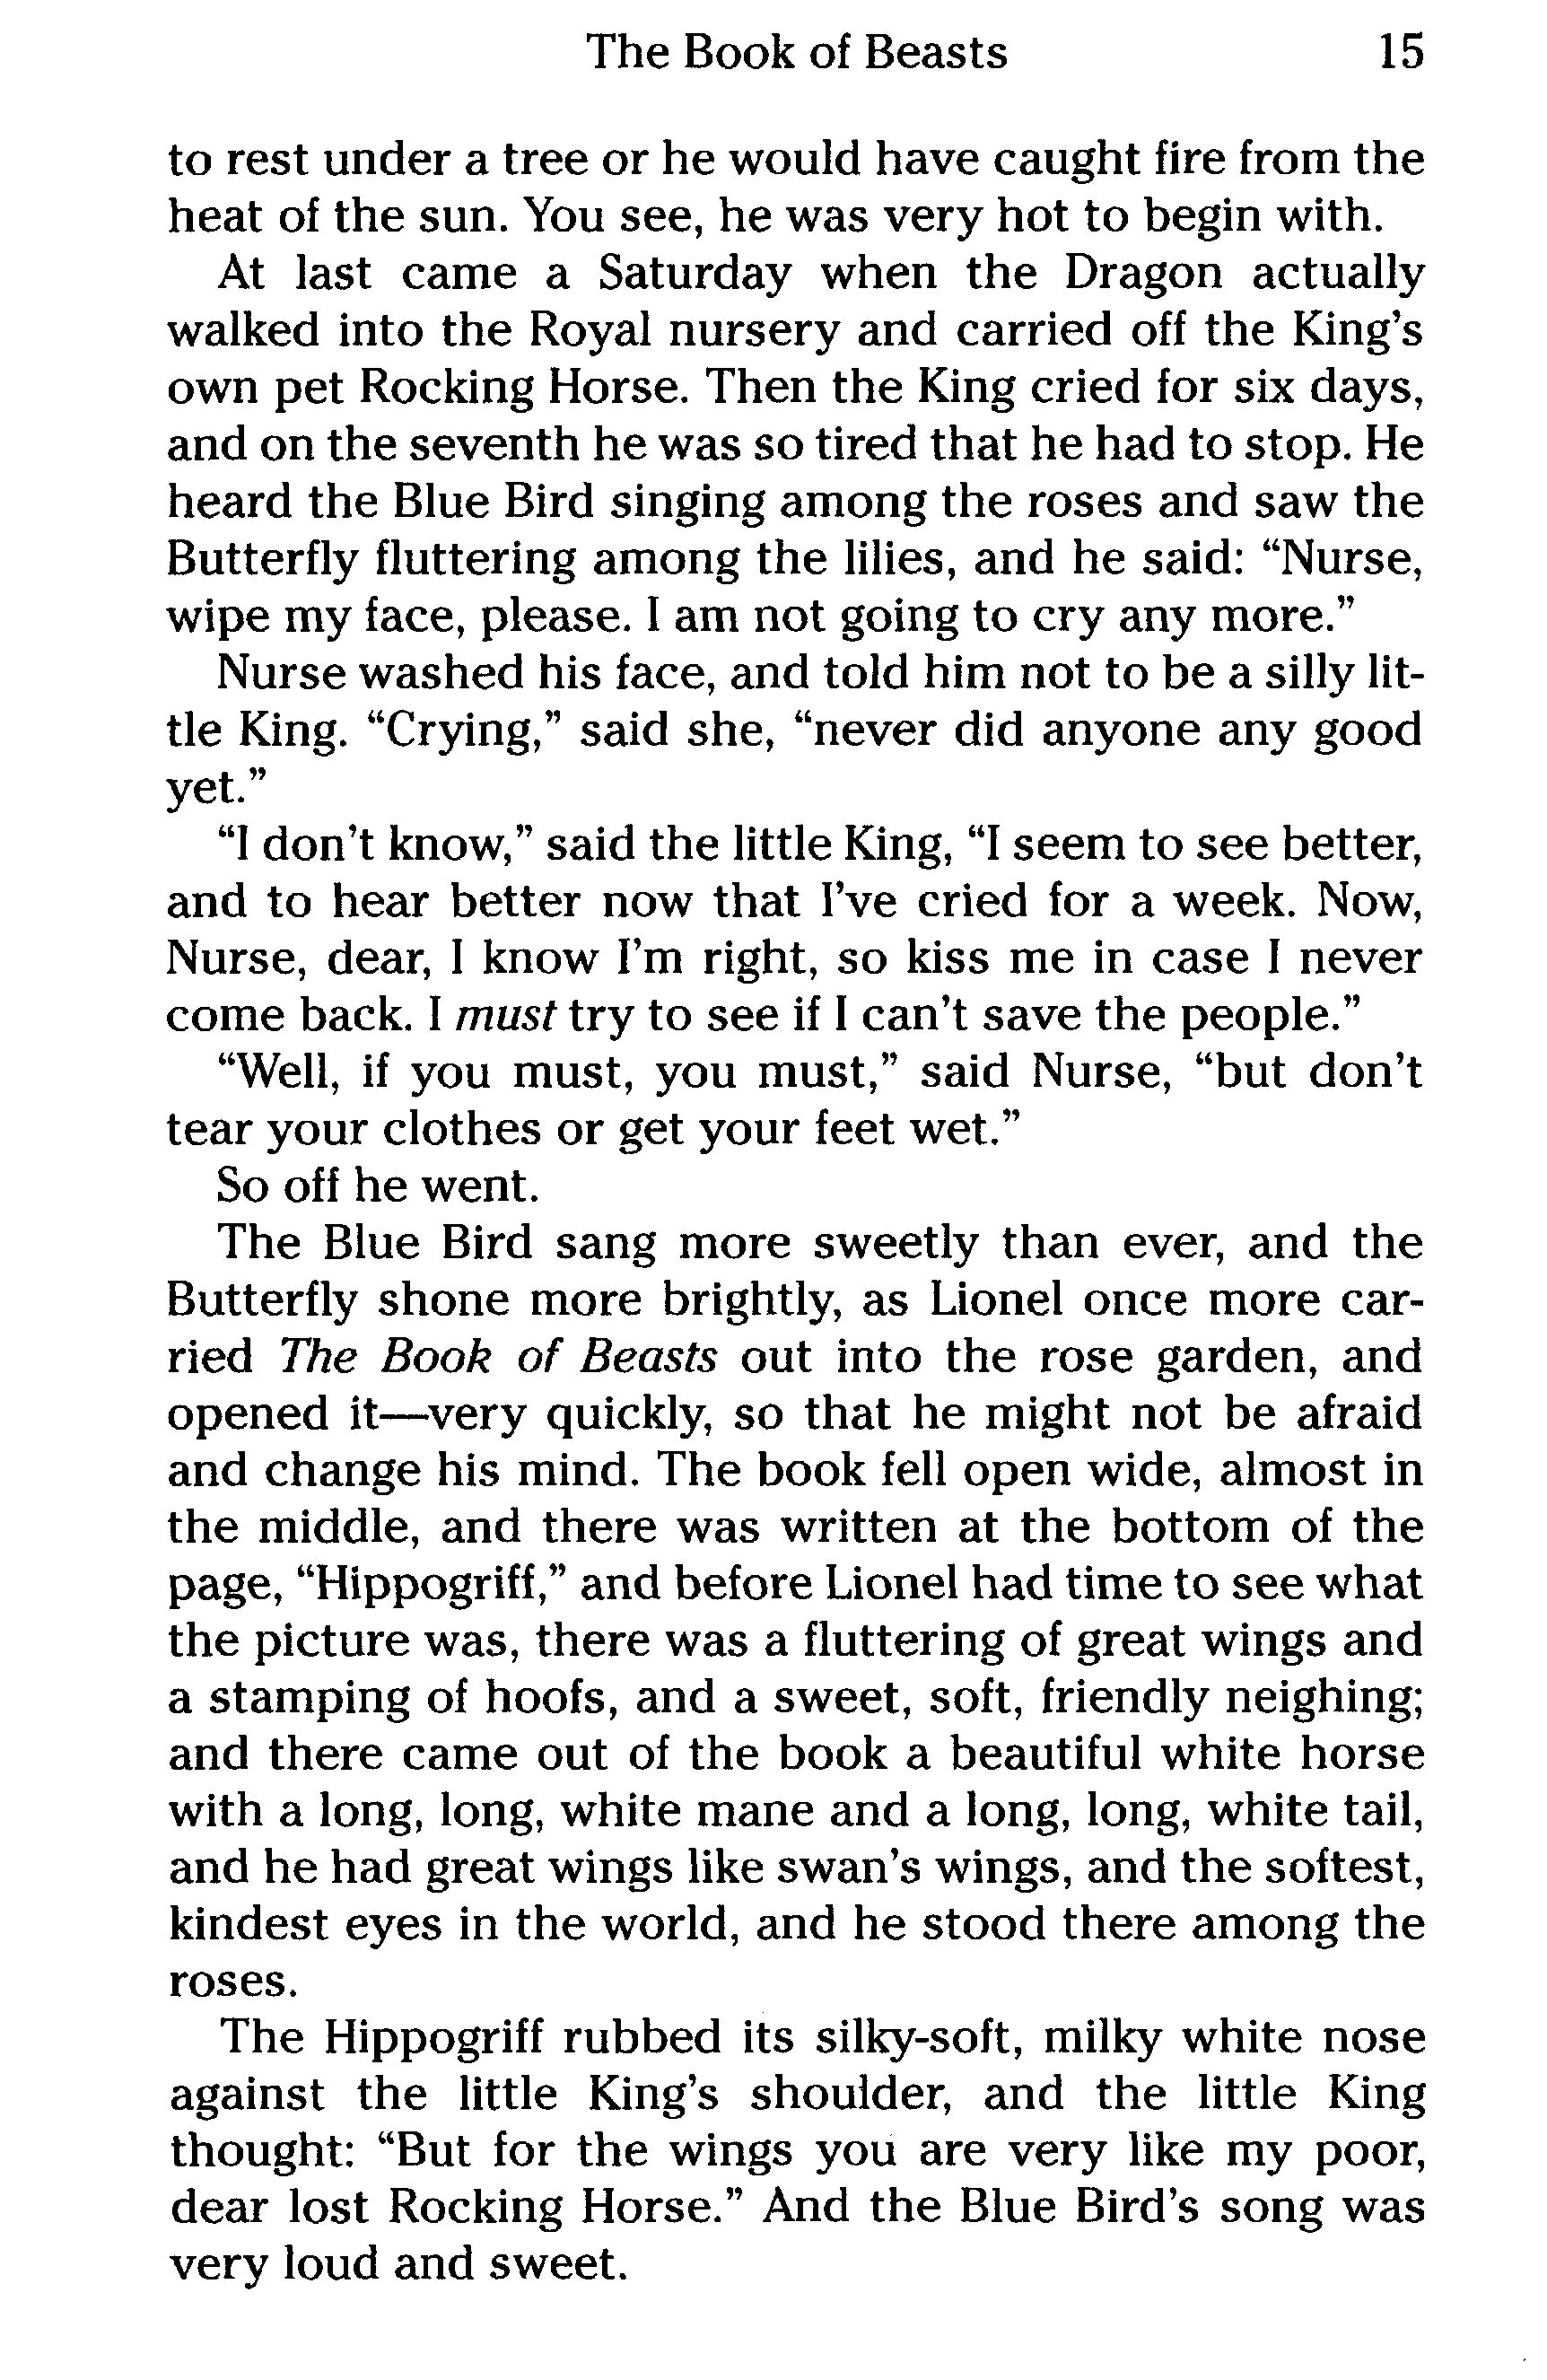 The Book of Beasts 15
to rest under a tree or he would have caught fire from the
heat of the sun. You see, he was very hot to begin with.
At last came a Saturday when the Dragon actually
walked into the Royal nursery and carried off the King’s
own pet Rocking Horse. Then the King cried for six days,
and on the seventh he was so tired that he had to stop. He
heard the Blue Bird singing among the roses and saw the
Butterfly fluttering among the lilies, and he said: “Nurse,
wipe my face, please. I am not going to cry any more.”
Nurse washed his face, and told him not to be a silly lit-
tle King. “Crying,” said she, “never did anyone any good
yet.”
“I don’t know,” said the little King, “I seem to see better,
and to hear better now that I’ve cried for a week. Now,
Nurse, dear, I know I’m right, so kiss me in case I never
come back. I must try to see if I can’t save the people.”
“Well, if you must, you must,” said Nurse, “but don’t
tear your clothes or get your feet wet.”
So off he went.
The Blue Bird sang more sweetly than ever, and the
Butterfly shone more brightly, as Lionel once more car-
ried The Book of Beasts out into the rose garden, and
opened it—very quickly, so that he might not be afraid
and change his mind. The book fell open wide, almost in
the middle, and there was written at the bottom of the
page, “Hippogriff,” and before Lionel had time to see what
the picture was, there was a fluttering of great wings and
a stamping of hoofs, and a sweet, soft, friendly neighing;
and there came out of the book a beautiful white horse
with a long, long, white mane and a long, long, white tail,
and he had great wings like swan’s wings, and the softest,
kindest eyes in the world, and he stood there among the
roses.
The Hippogriff rubbed its silky-soft, milky white nose
against the little King’s shoulder, and the little King
thought: “But for the wings you are very like my poor,
dear lost Rocking Horse.” And the Blue Bird’s song was
very loud and sweet.